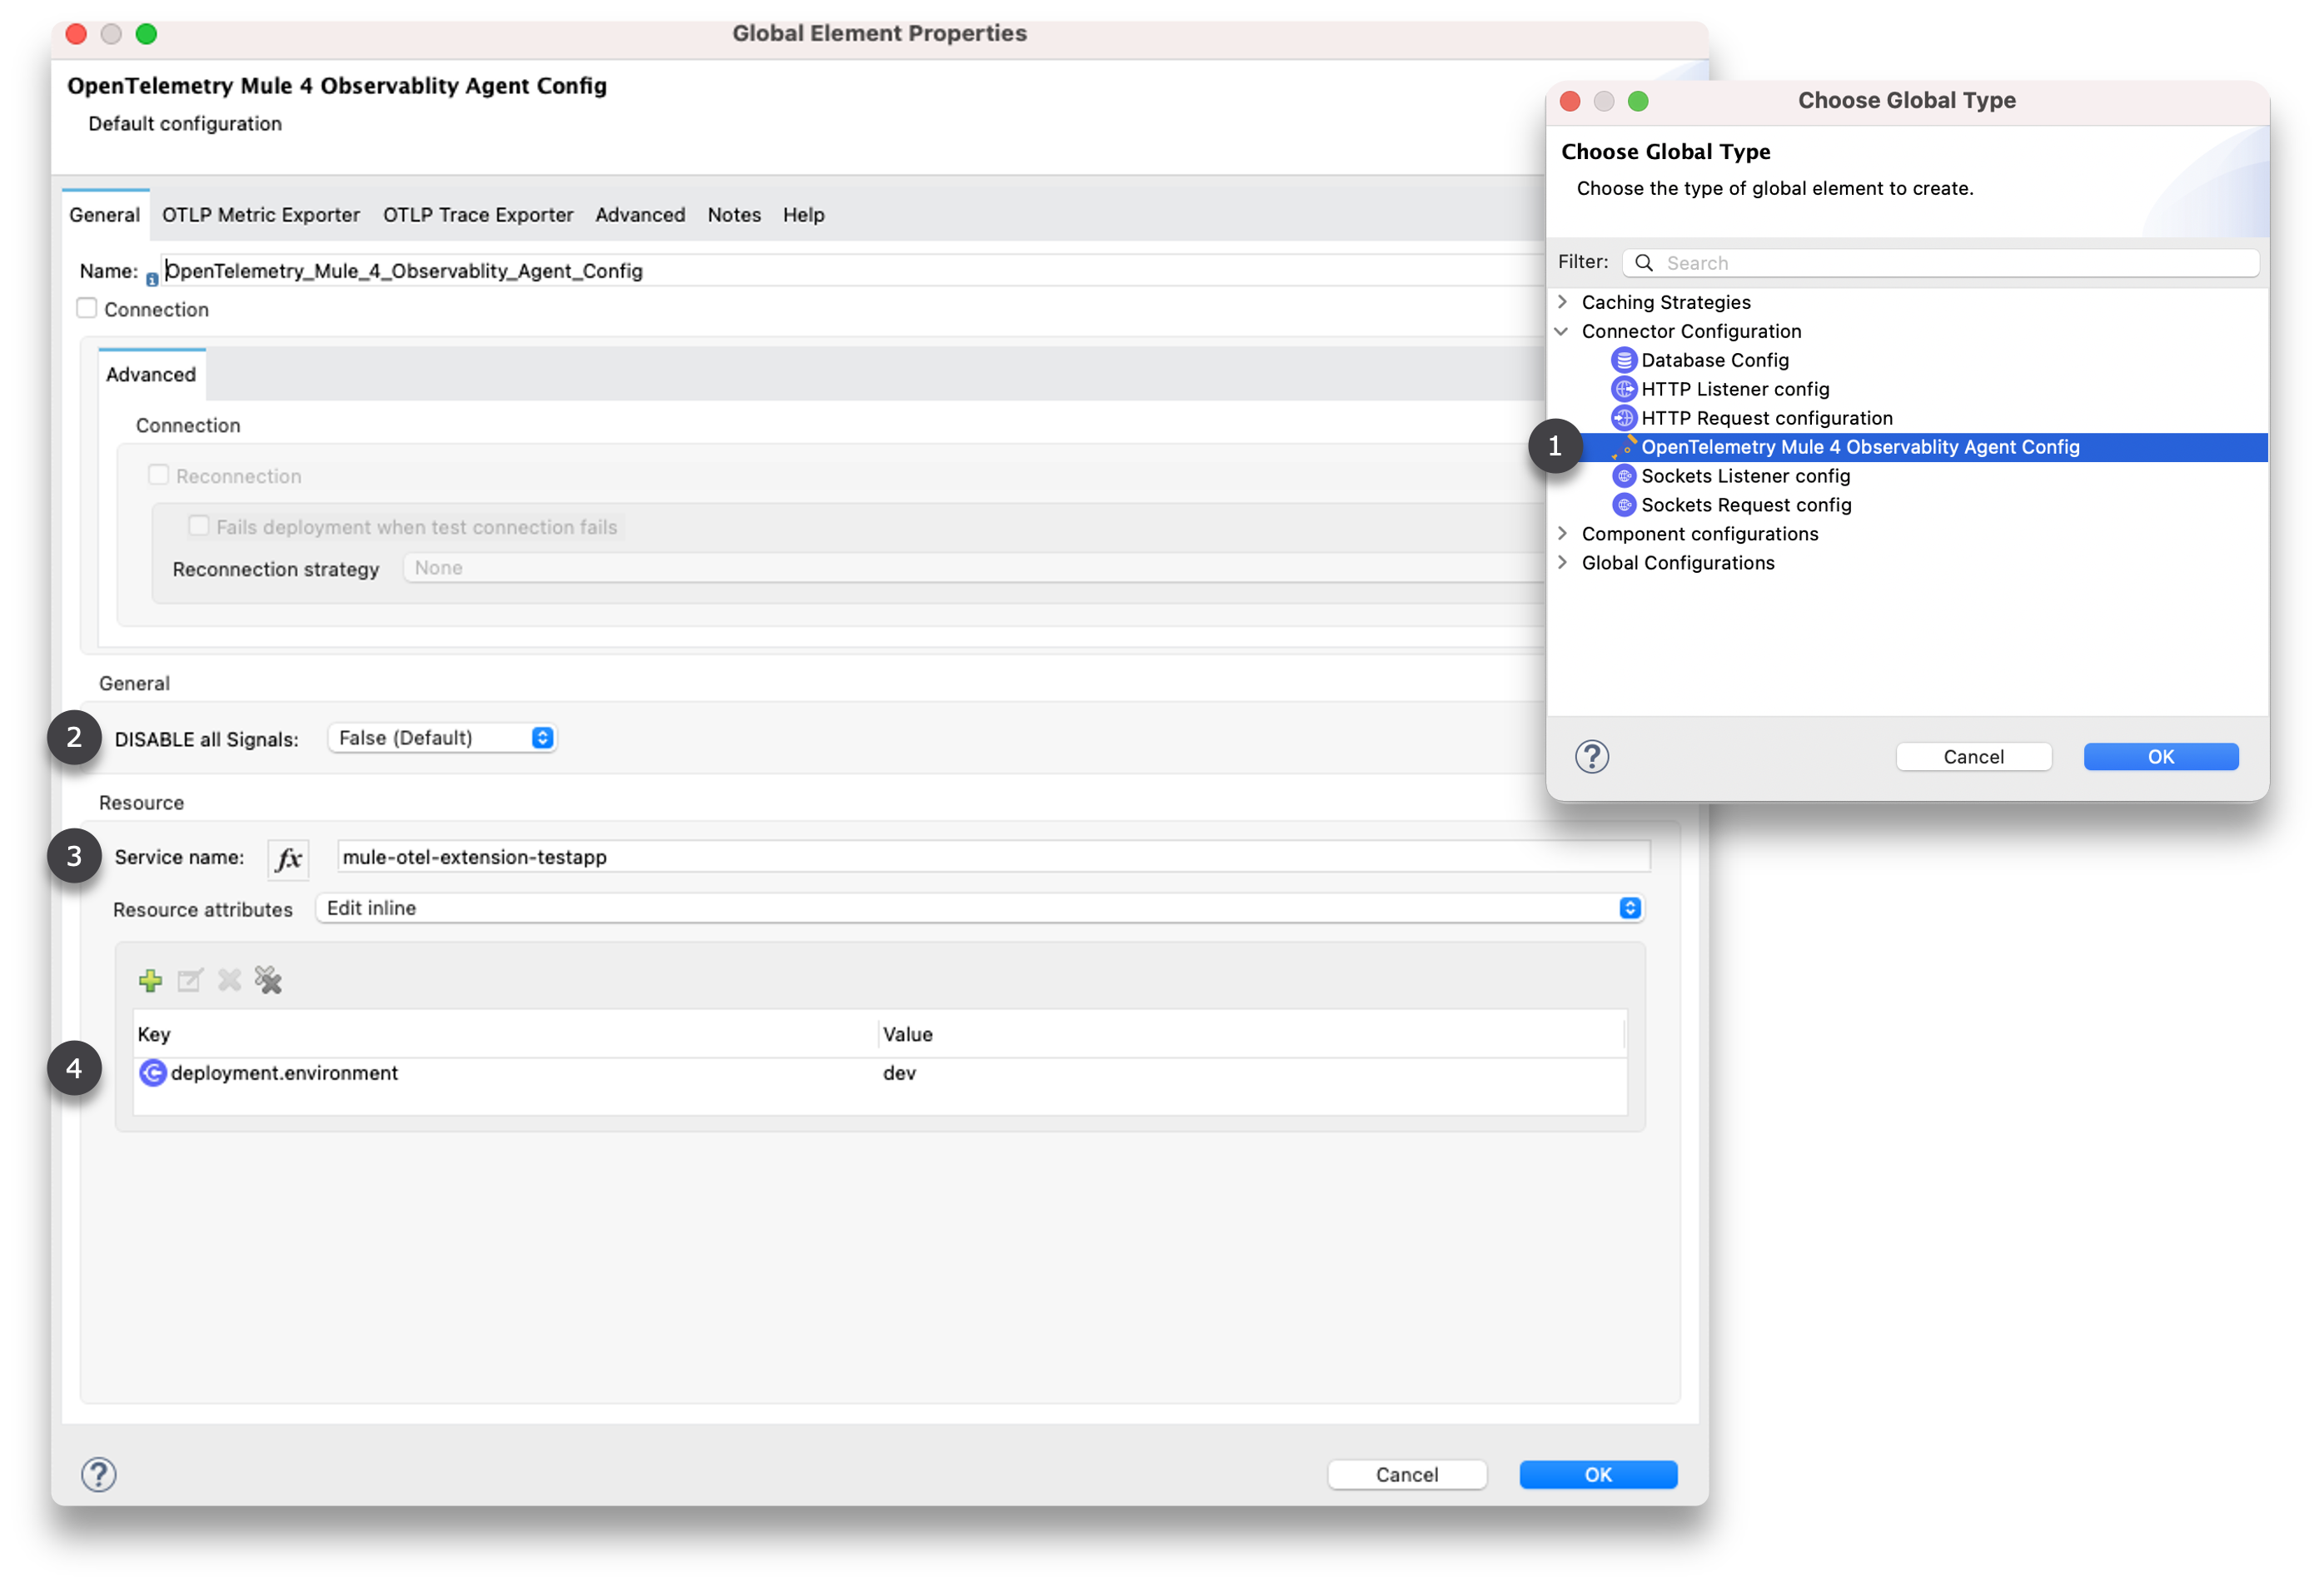 Global Element Properties
OpenTelemetry Mule 4 Observablity Agent Config
Default configuration
General OTLP Metric Exporter OTLP Trace Exporter Advanced Notes Help
Name: OpenTelemetry_Mule_4_Observablity_Agent_Config
Connection
Advanced
Connection
Reconnection
Fails deployment when test connection fails
Reconnection strategy None
General
2 DISABLE all Signals: False (Default)
Resource
3 Service name: fx mule-otel-extension-testapp
Resource attributes Edit inline
Key Value
4 deployment.environment dev
? Cancel OK
Choose Global Type
Choose Global Type
Choose the type of global element to create.
Filter: Search
Caching Strategies
Connector Configuration
Database Config
HTTP Listener config
HTTP Request configuration
1 OpenTelemetry Mule 4 Observablity Agent Config
Sockets Listener config
Sockets Request config
Component configurations
Global Configurations
? Cancel OK